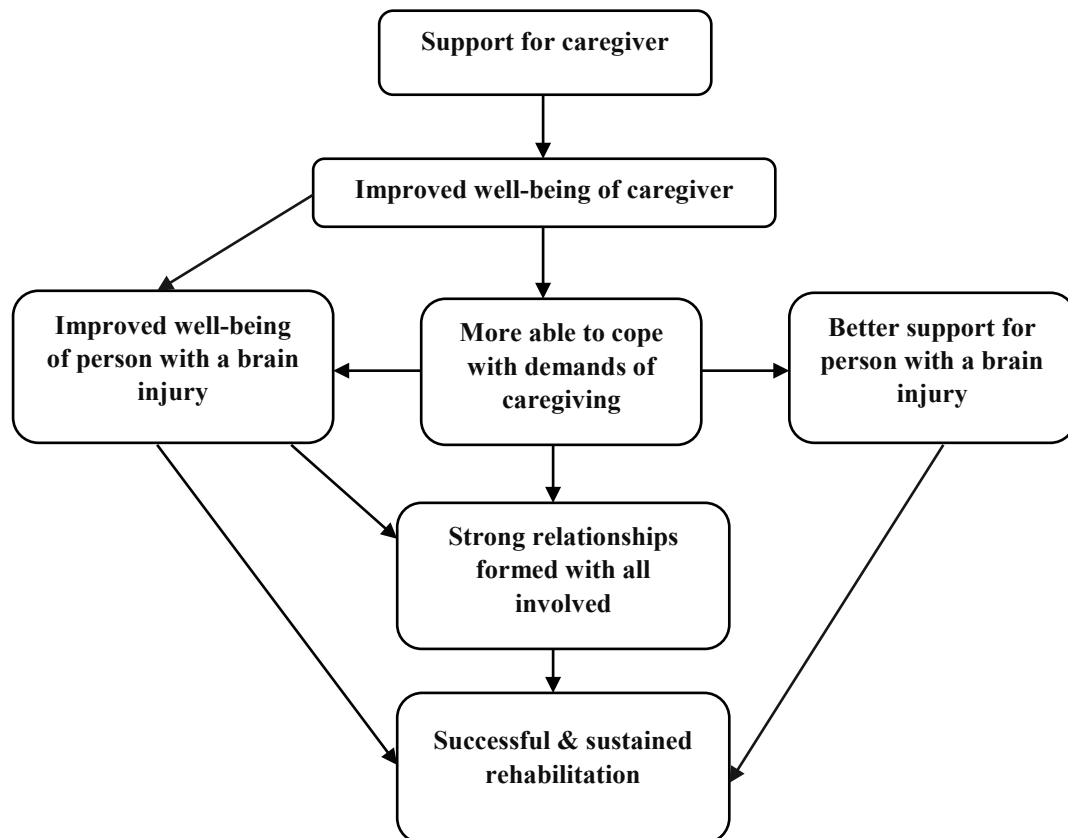 Support for caregiver
Improved well-being of caregiver
Improved well-being
of person with a brain
injury
More able to cope
with demands of
caregiving
Better support for
person with a brain
injury
Strong relationships
formed with all
involved
Successful & sustained
rehabilitation